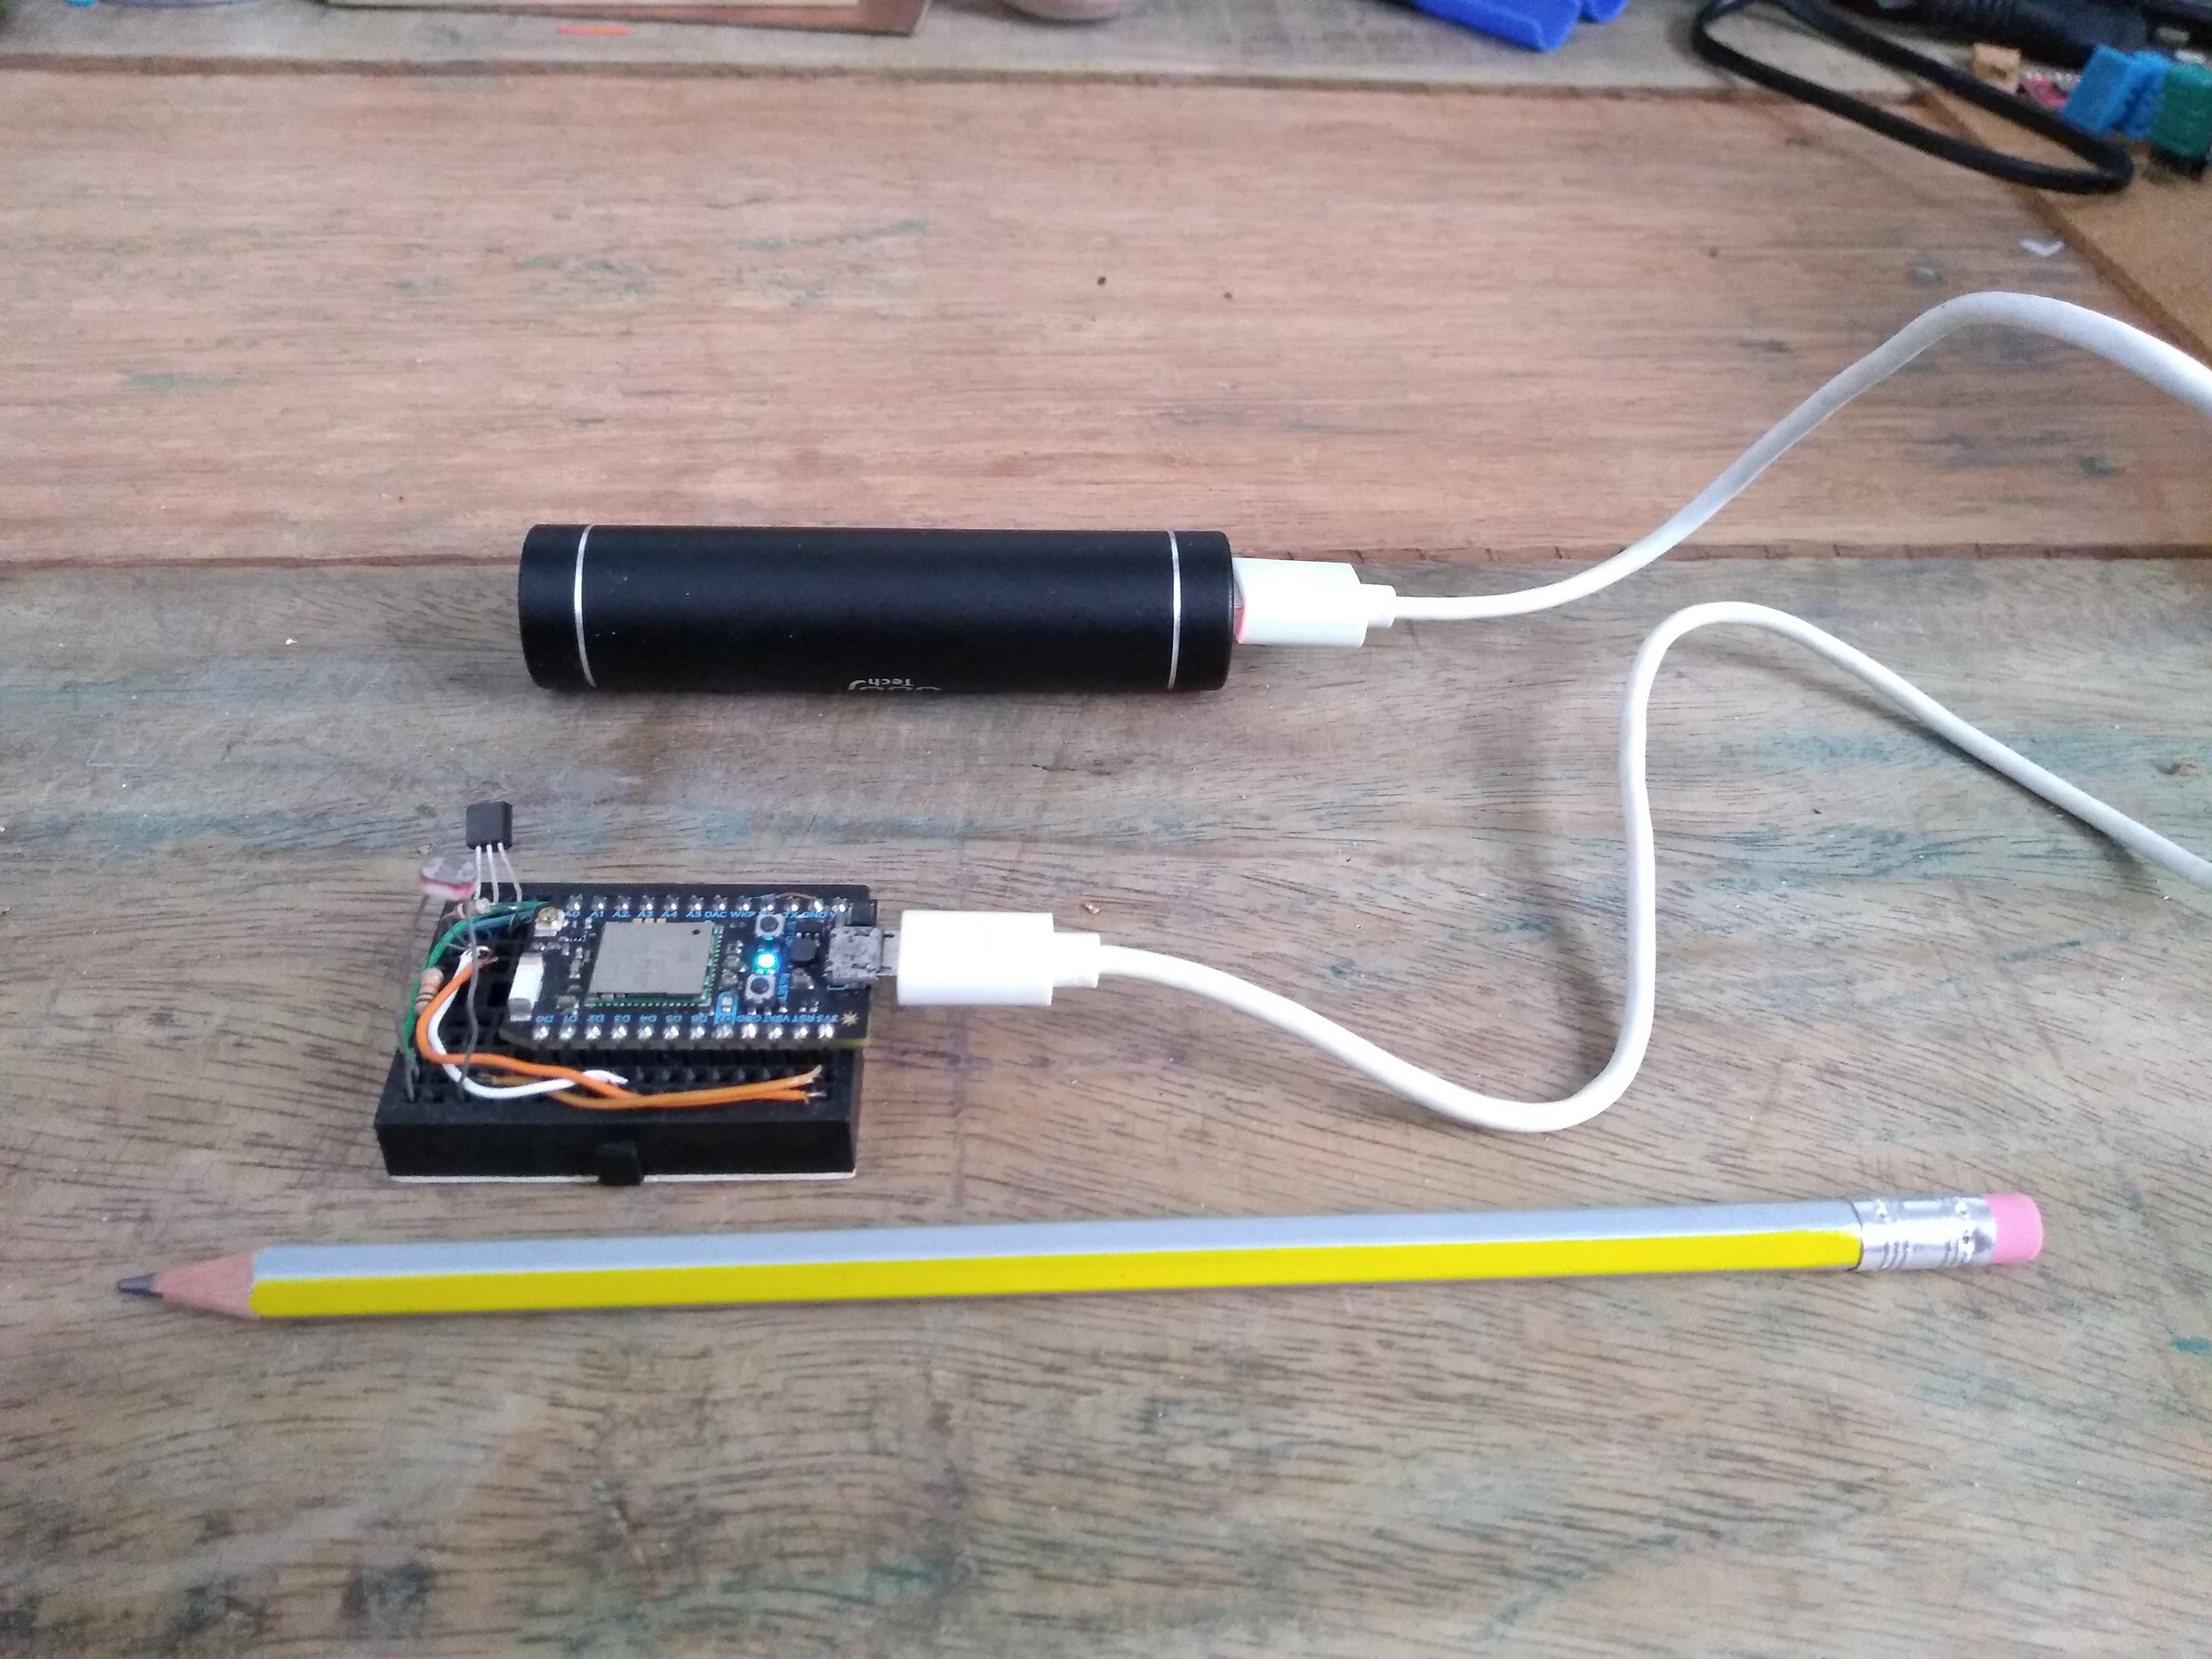 Tech
A0 A1 A2 A3 A4 A5 DAC WKP RX TX GND VIN
RESET
D0 D1 D2 D3 D4 D5 D6 D7 GND VBAT RST 3V3